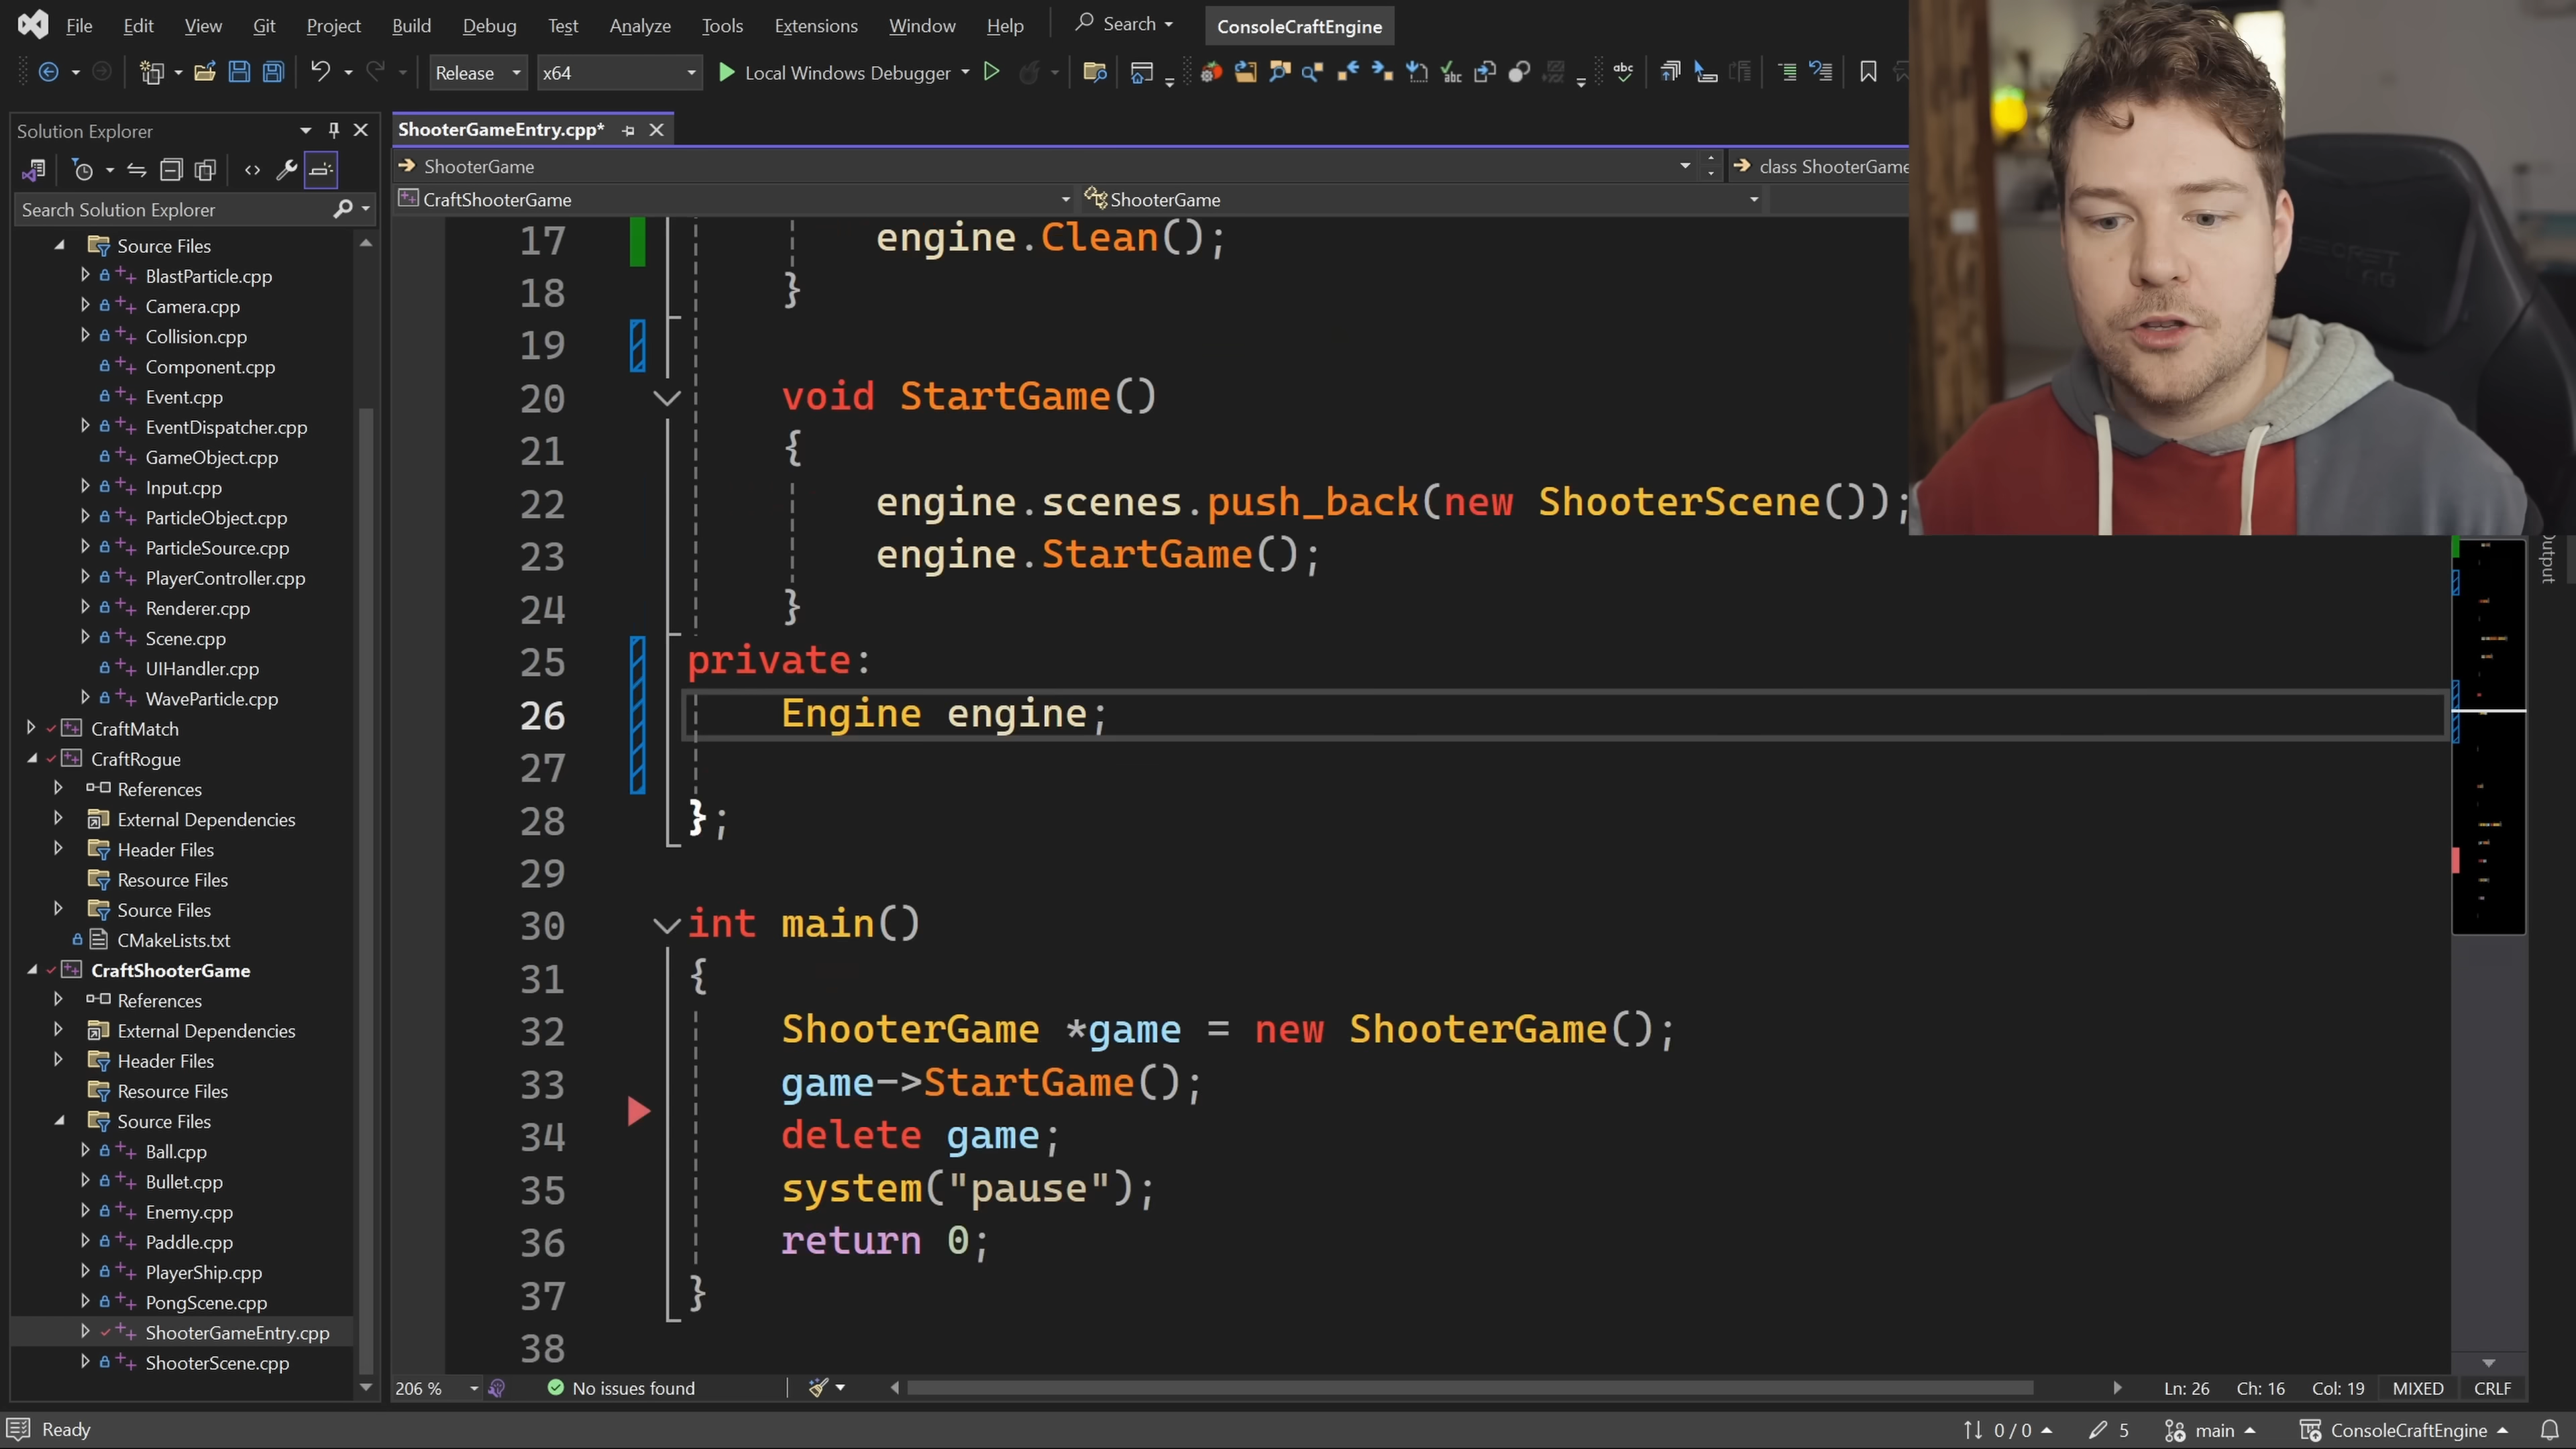 File Edit View Git Project Build Debug Test Analyze Tools Extensions Window Help Search ConsoleCraftEngine
Release x64 Local Windows Debugger
Solution Explorer
Search Solution Explorer
Source Files
BlastParticle.cpp
Camera.cpp
Collision.cpp
Component.cpp
Event.cpp
EventDispatcher.cpp
GameObject.cpp
Input.cpp
ParticleObject.cpp
ParticleSource.cpp
PlayerController.cpp
Renderer.cpp
Scene.cpp
UIHandler.cpp
WaveParticle.cpp
CraftMatch
CraftRogue
References
External Dependencies
Header Files
Resource Files
Source Files
CMakeLists.txt
CraftShooterGame
References
External Dependencies
Header Files
Resource Files
Source Files
Ball.cpp
Bullet.cpp
Enemy.cpp
Paddle.cpp
PlayerShip.cpp
PongScene.cpp
ShooterGameEntry.cpp
ShooterScene.cpp
ShooterGameEntry.cpp*
ShooterGame class ShooterGame
CraftShooterGame ShooterGame
17 engine.Clean();
18 }
19
20 void StartGame()
21 {
22 engine.scenes.push_back(new ShooterScene());
23 engine.StartGame();
24 }
25 private:
26 Engine engine;
27
28 };
29
30 int main()
31 {
32 ShooterGame *game = new ShooterGame();
33 game->StartGame();
34 delete game;
35 system("pause");
36 return 0;
37 }
38
Output
206 % No issues found Ln: 26 Ch: 16 Col: 19 MIXED CRLF
Ready 0 / 0 5 main ConsoleCraftEngine